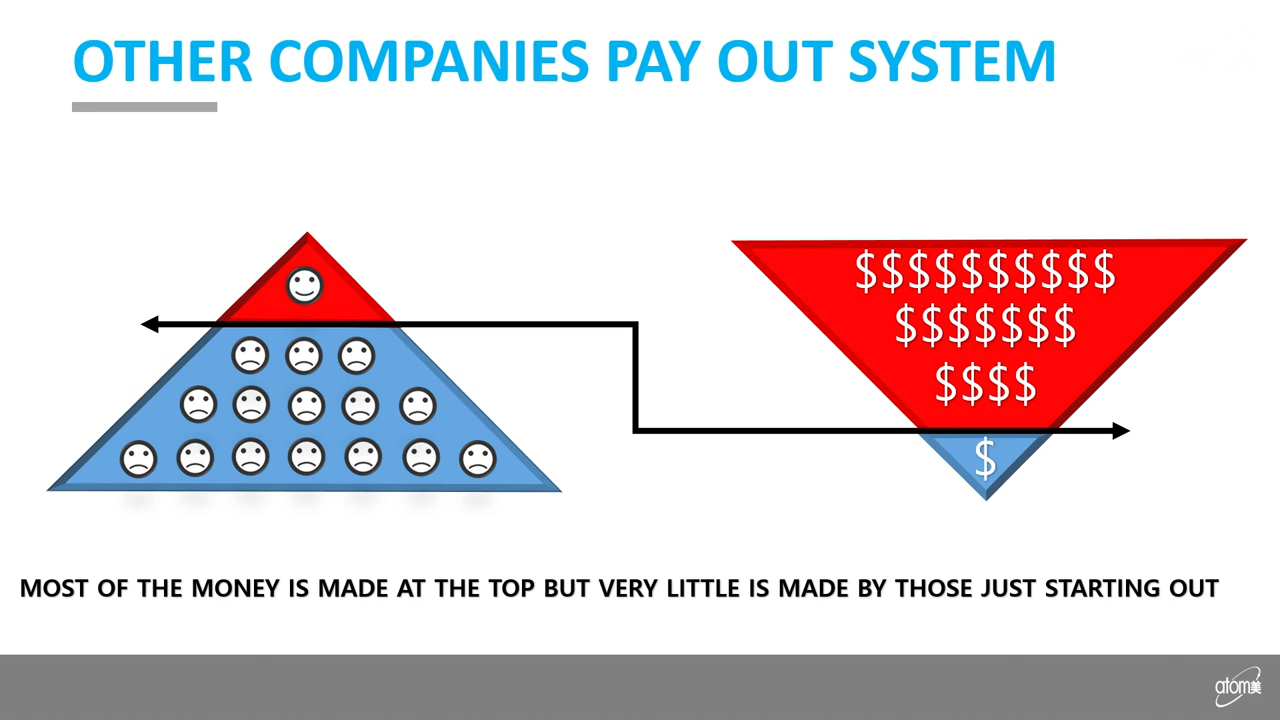 OTHER COMPANIES PAY OUT SYSTEM
$$$$$$$$$$
$$$$$$$
$$$$
$
MOST OF THE MONEY IS MADE AT THE TOP BUT VERY LITTLE IS MADE BY THOSE JUST STARTING OUT
atom美